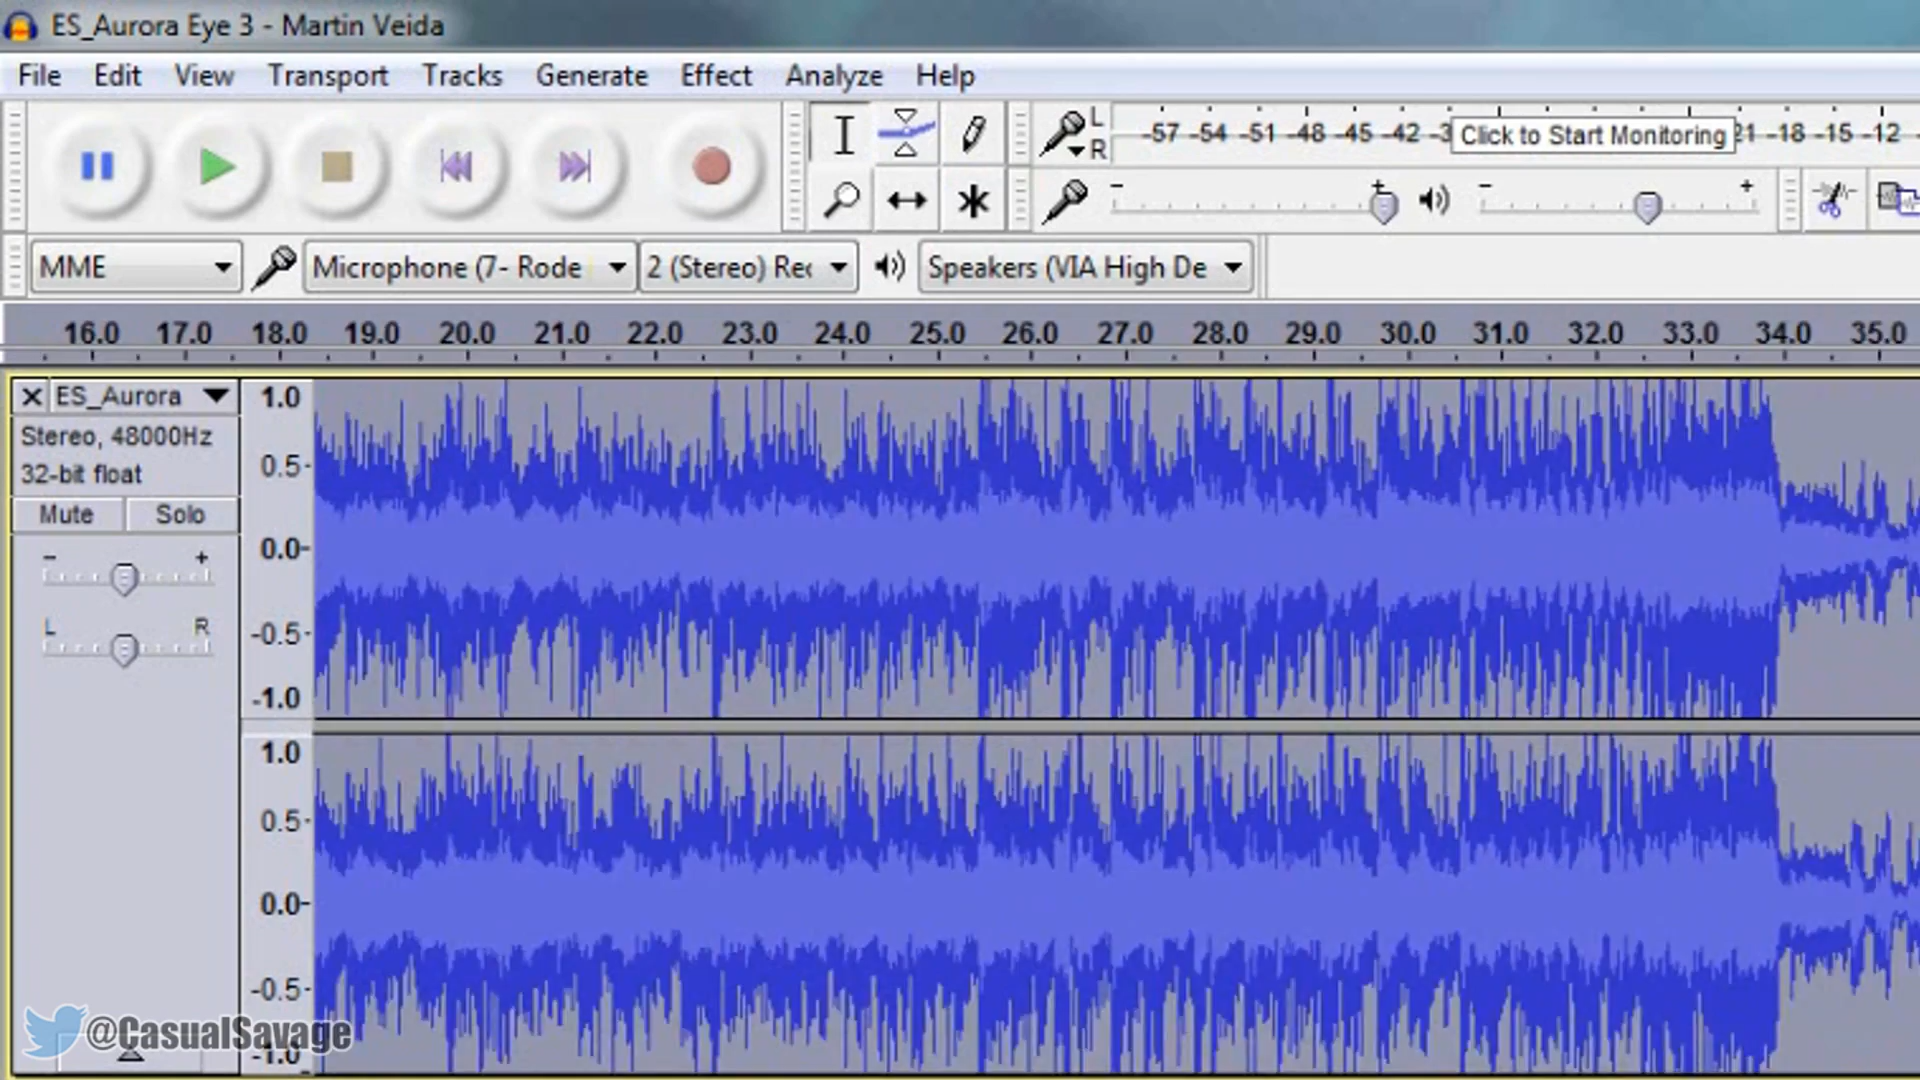 ES_Aurora Eye 3 - Martin Veida
File Edit View Transport Tracks Generate Effect Analyze Help
L
R
-57 -54 -51 -48 -45 -42 -3 Click to Start Monitoring 21 -18 -15 -12
- + - +
MME Microphone (7- Rode 2 (Stereo) Rec Speakers (VIA High De
16.0 17.0 18.0 19.0 20.0 21.0 22.0 23.0 24.0 25.0 26.0 27.0 28.0 29.0 30.0 31.0 32.0 33.0 34.0 35.0
ES_Aurora
Stereo, 48000Hz
32-bit float
Mute Solo
- +
L R
1.0
0.5-
0.0-
-0.5-
-1.0
1.0
0.5-
0.0-
-0.5-
-1.0
@CasualSavage